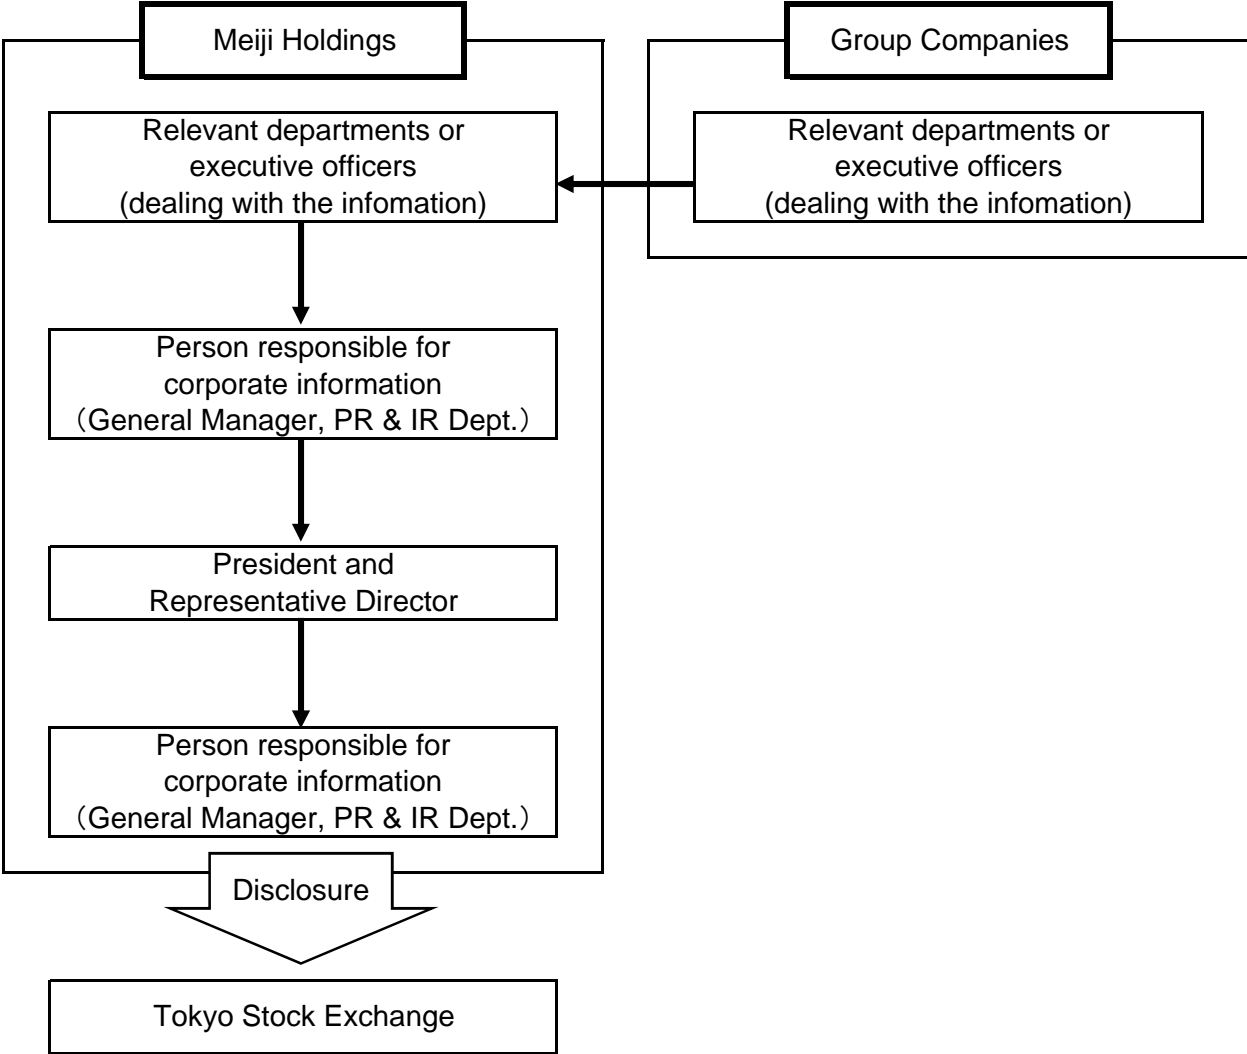 Meiji Holdings
Group Companies
Relevant departments or
executive officers
(dealing with the infomation)
Relevant departments or
executive officers
(dealing with the infomation)
Person responsible for
corporate information
（General Manager, PR & IR Dept.）
President and
Representative Director
Person responsible for
corporate information
（General Manager, PR & IR Dept.）
Disclosure
Tokyo Stock Exchange